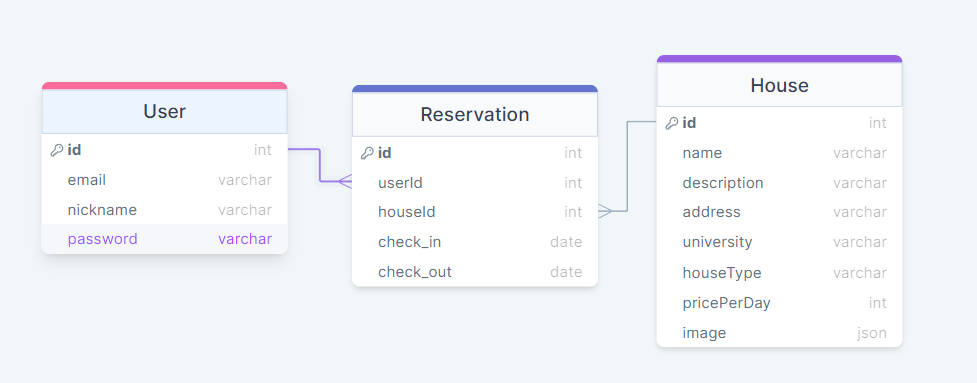 User
id int
email varchar
nickname varchar
password varchar
Reservation
id int
userId int
houseId int
check_in date
check_out date
House
id int
name varchar
description varchar
address varchar
university varchar
houseType varchar
pricePerDay int
image json